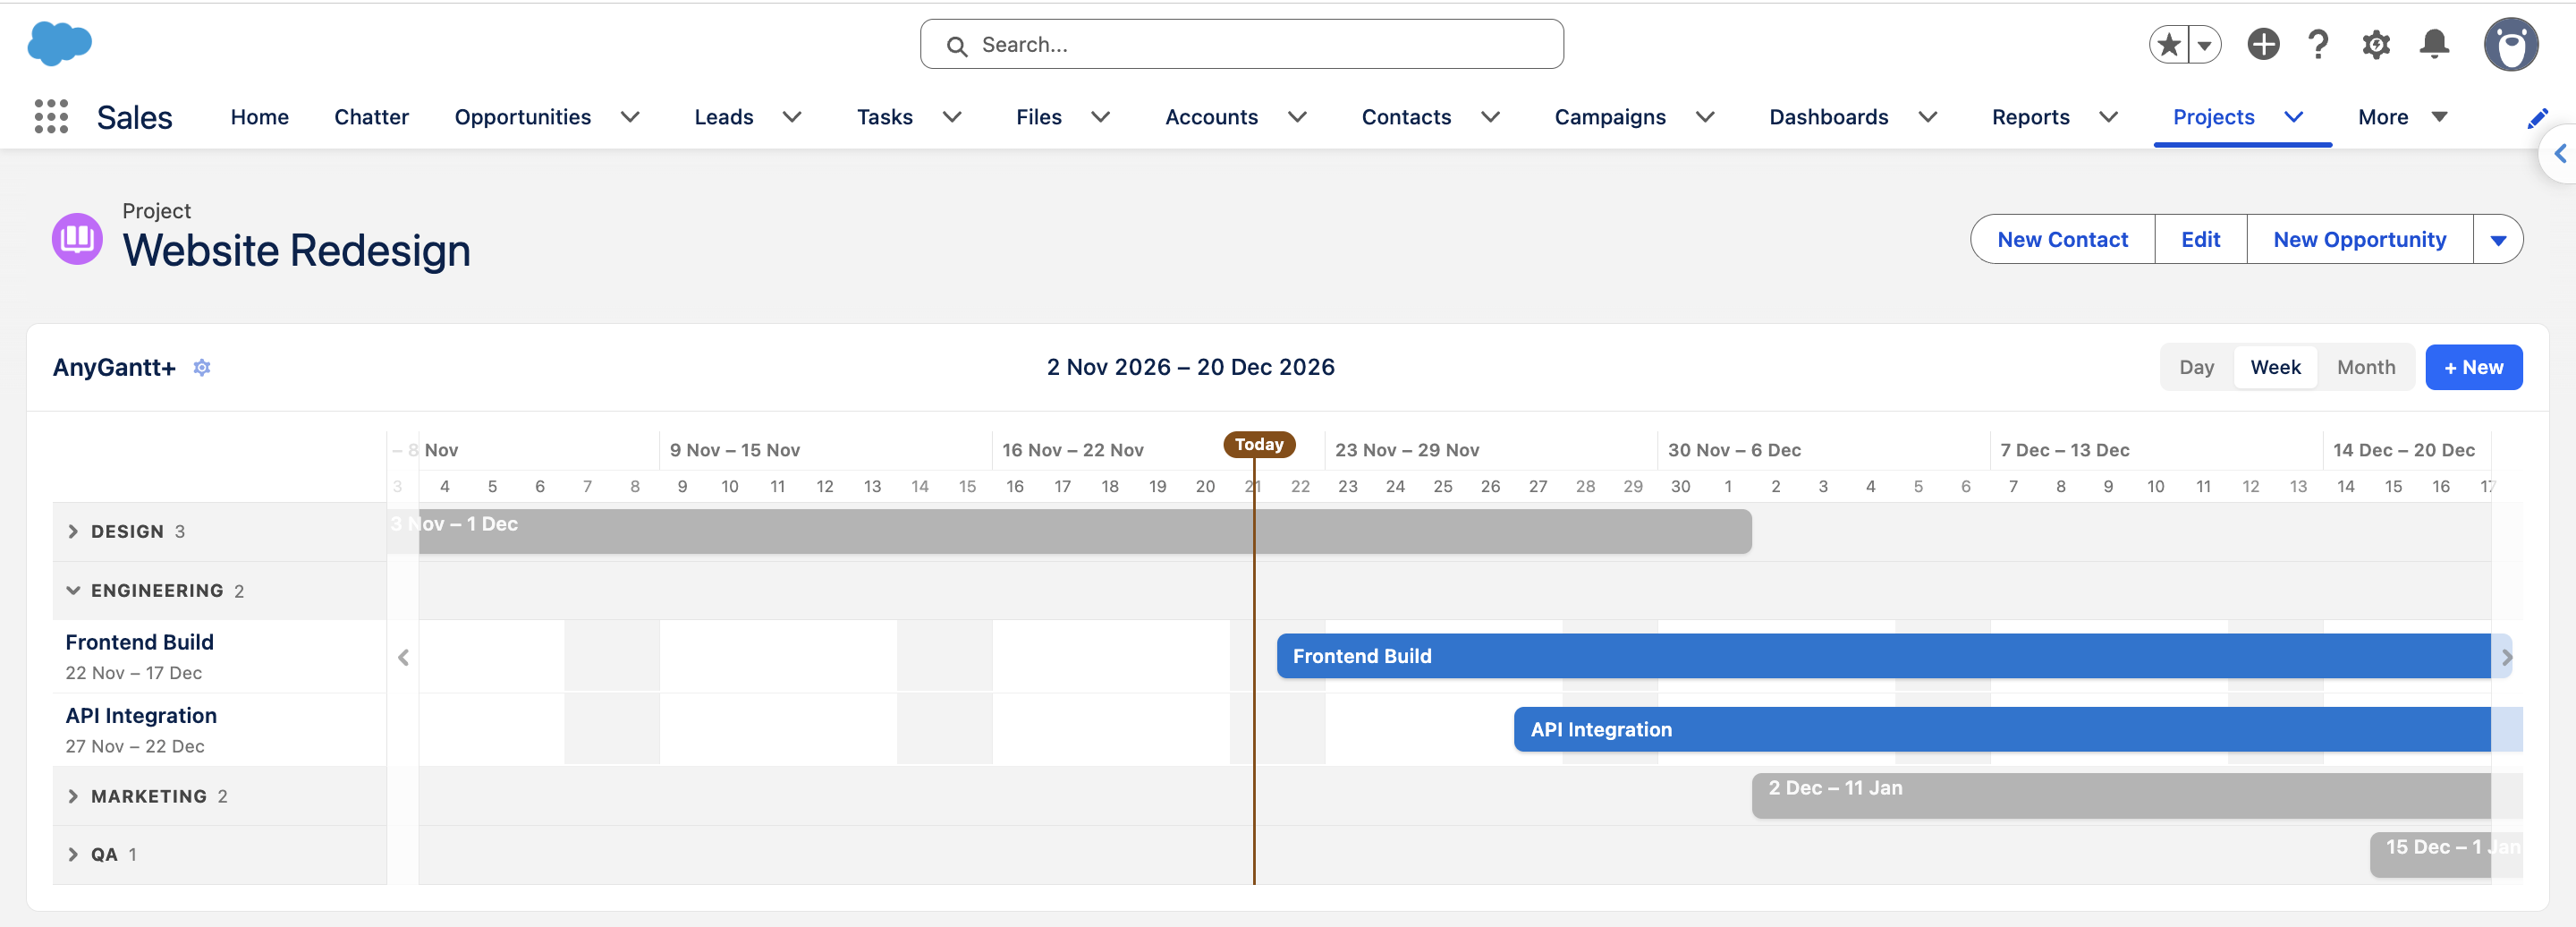 Search...
Sales Home Chatter Opportunities Leads Tasks Files Accounts Contacts Campaigns Dashboards Reports Projects More
Project
Website Redesign
New Contact Edit New Opportunity
AnyGantt+ 2 Nov 2026 – 20 Dec 2026 Day Week Month + New
– 8 Nov 9 Nov – 15 Nov 16 Nov – 22 Nov Today 23 Nov – 29 Nov 30 Nov – 6 Dec 7 Dec – 13 Dec 14 Dec – 20 Dec
3 4 5 6 7 8 9 10 11 12 13 14 15 16 17 18 19 20 21 22 23 24 25 26 27 28 29 30 1 2 3 4 5 6 7 8 9 10 11 12 13 14 15 16 17
DESIGN 3 3 Nov – 1 Dec
ENGINEERING 2
Frontend Build Frontend Build
22 Nov – 17 Dec
API Integration API Integration
27 Nov – 22 Dec
MARKETING 2 2 Dec – 11 Jan
QA 1 15 Dec – 1 Jan